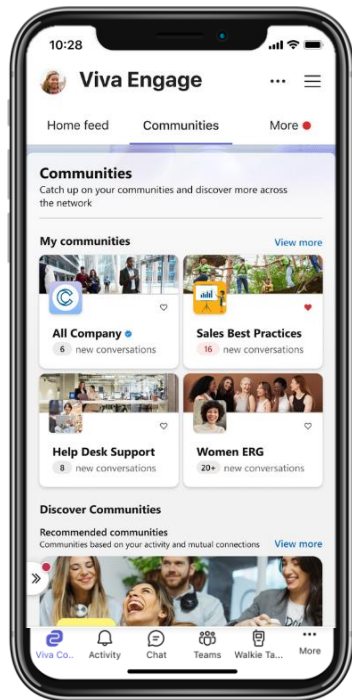 10:28
Viva Engage
Home feed Communities More
Communities
Catch up on your communities and discover more across
the network
My communities View more
All Company Sales Best Practices
6 new conversations 16 new conversations
Help Desk Support Women ERG
8 new conversations 20+ new conversations
Discover Communities
Recommended communities
Communities based on your activity and mutual connections View more
Viva Co... Activity Chat Teams Walkie Ta... More